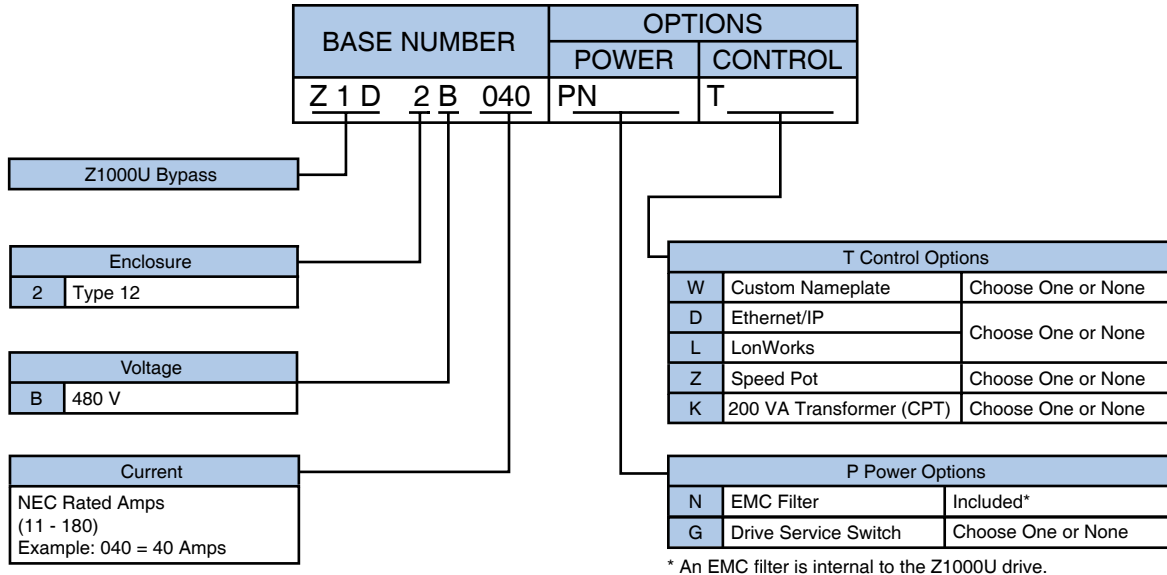 BASE NUMBER
OPTIONS
POWER
CONTROL
Z 1 D 2 B 040
PN
T
Z1000U Bypass
Enclosure
2 Type 12
Voltage
B 480 V
Current
NEC Rated Amps
(11 - 180)
Example: 040 = 40 Amps
T Control Options
W Custom Nameplate Choose One or None
D Ethernet/IP
Choose One or None
L LonWorks
Z Speed Pot Choose One or None
K 200 VA Transformer (CPT) Choose One or None
P Power Options
N EMC Filter Included*
G Drive Service Switch Choose One or None
* An EMC filter is internal to the Z1000U drive.